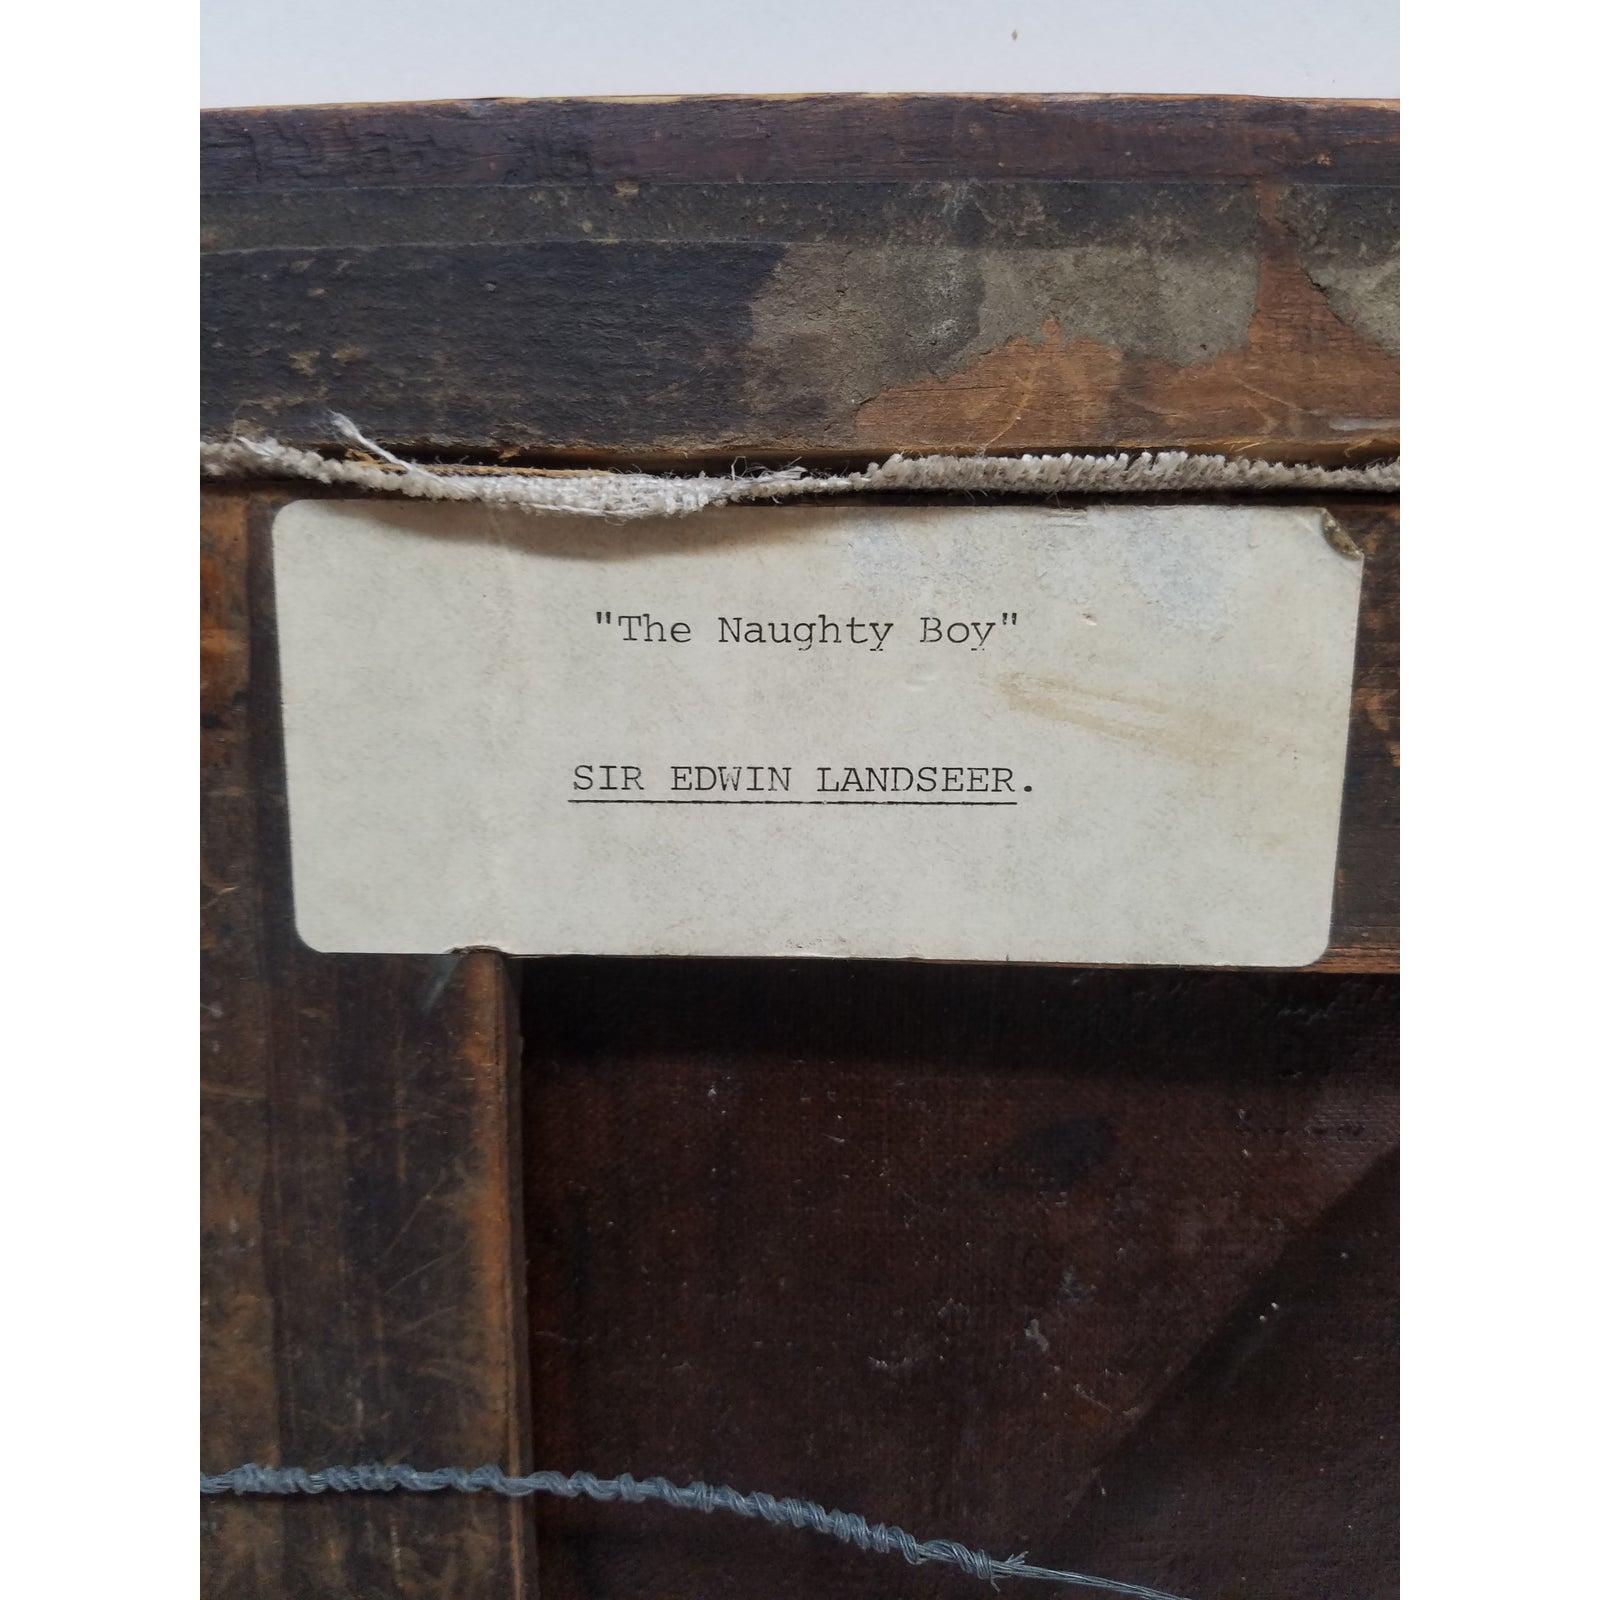 "The Naughty Boy"
SIR EDWIN LANDSEER.